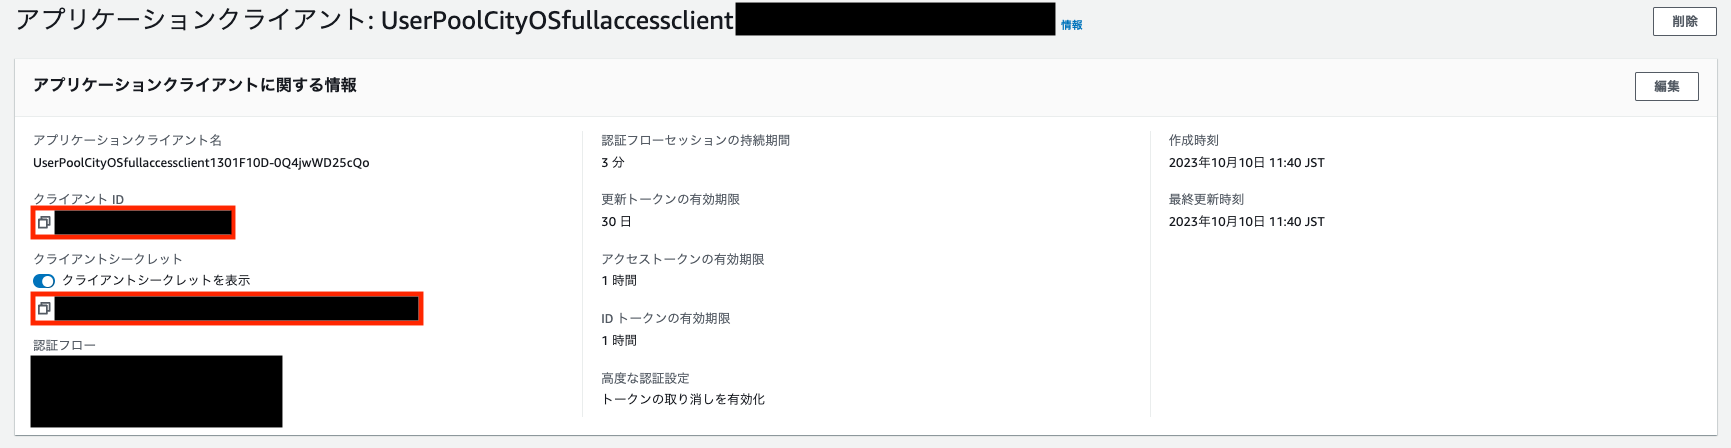 アプリケーションクライアント: UserPoolCityOSfullaccessclient 情報
削除
アプリケーションクライアントに関する情報
編集
アプリケーションクライアント名
UserPoolCityOSfullaccessclient1301F10D-0Q4jwWD25cQo
クライアント ID
クライアントシークレット
クライアントシークレットを表示
認証フロー
認証フローセッションの持続期間
3 分
更新トークンの有効期限
30 日
アクセストークンの有効期限
1 時間
ID トークンの有効期限
1 時間
高度な認証設定
トークンの取り消しを有効化
作成時刻
2023年10月10日 11:40 JST
最終更新時刻
2023年10月10日 11:40 JST